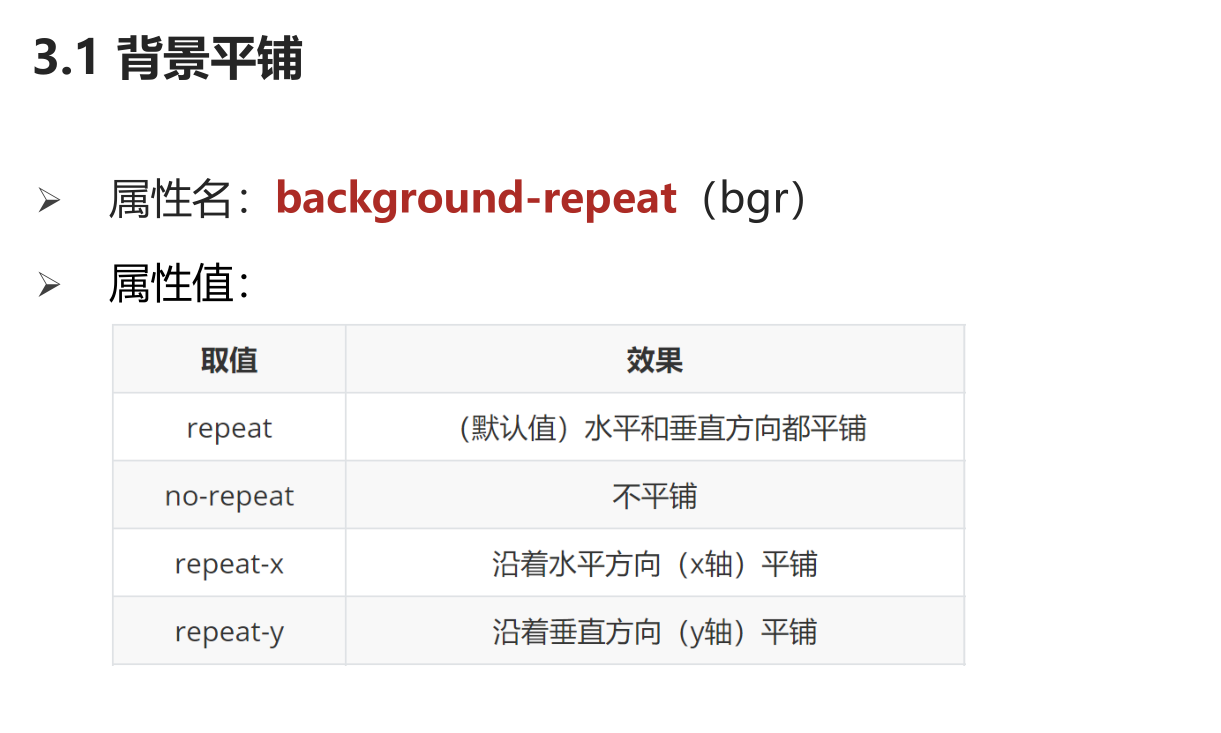 3.1 背景平铺
属性名：background-repeat（bgr）
属性值：
取值 效果
repeat （默认值）水平和垂直方向都平铺
no-repeat 不平铺
repeat-x 沿着水平方向（x轴）平铺
repeat-y 沿着垂直方向（y轴）平铺